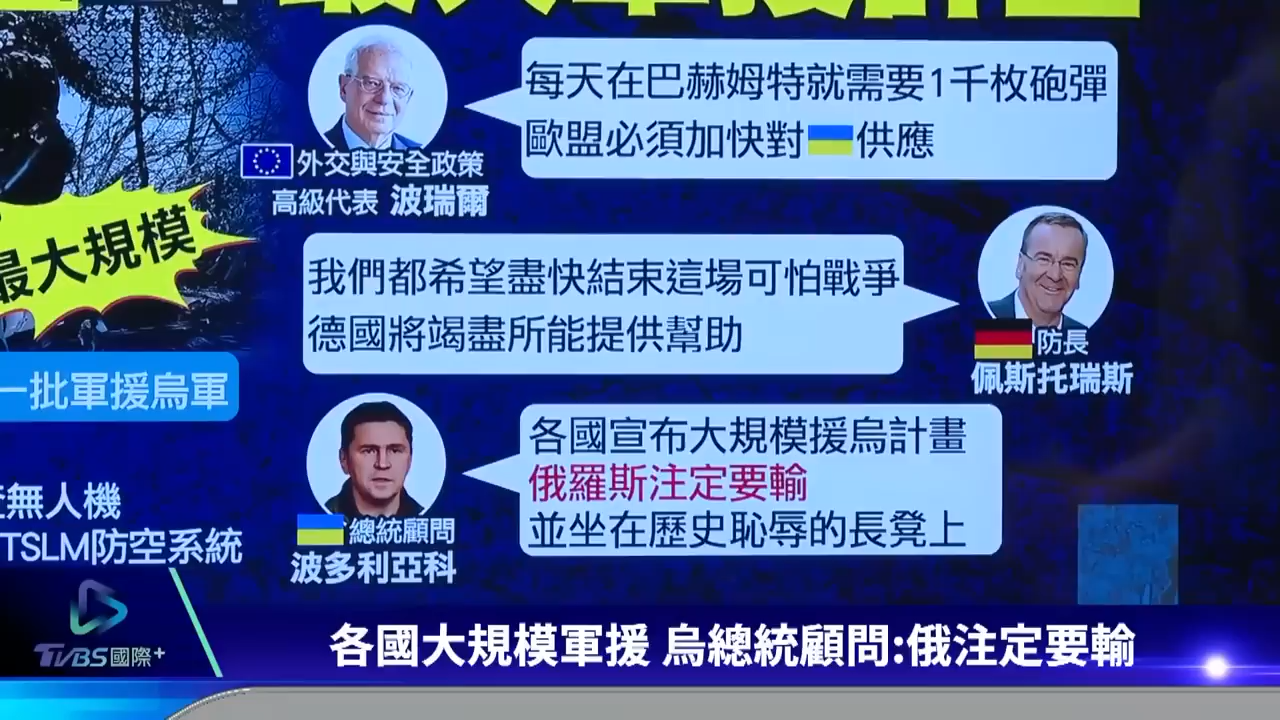 每天在巴赫姆特就需要1千枚砲彈
歐盟必須加快對
供應
外交與安全政策
高級代表 波瑞爾
最大規模
我們都希望盡快結束這場可怕戰爭
德國將竭盡所能提供幫助
防長
佩斯托瑞斯
一批軍援烏軍
各國宣布大規模援烏計畫
俄羅斯注定要輸
並坐在歷史恥辱的長凳上
總統顧問
波多利亞科
無人機
TSLM防空系統
TVBS國際+
各國大規模軍援 烏總統顧問:俄注定要輸